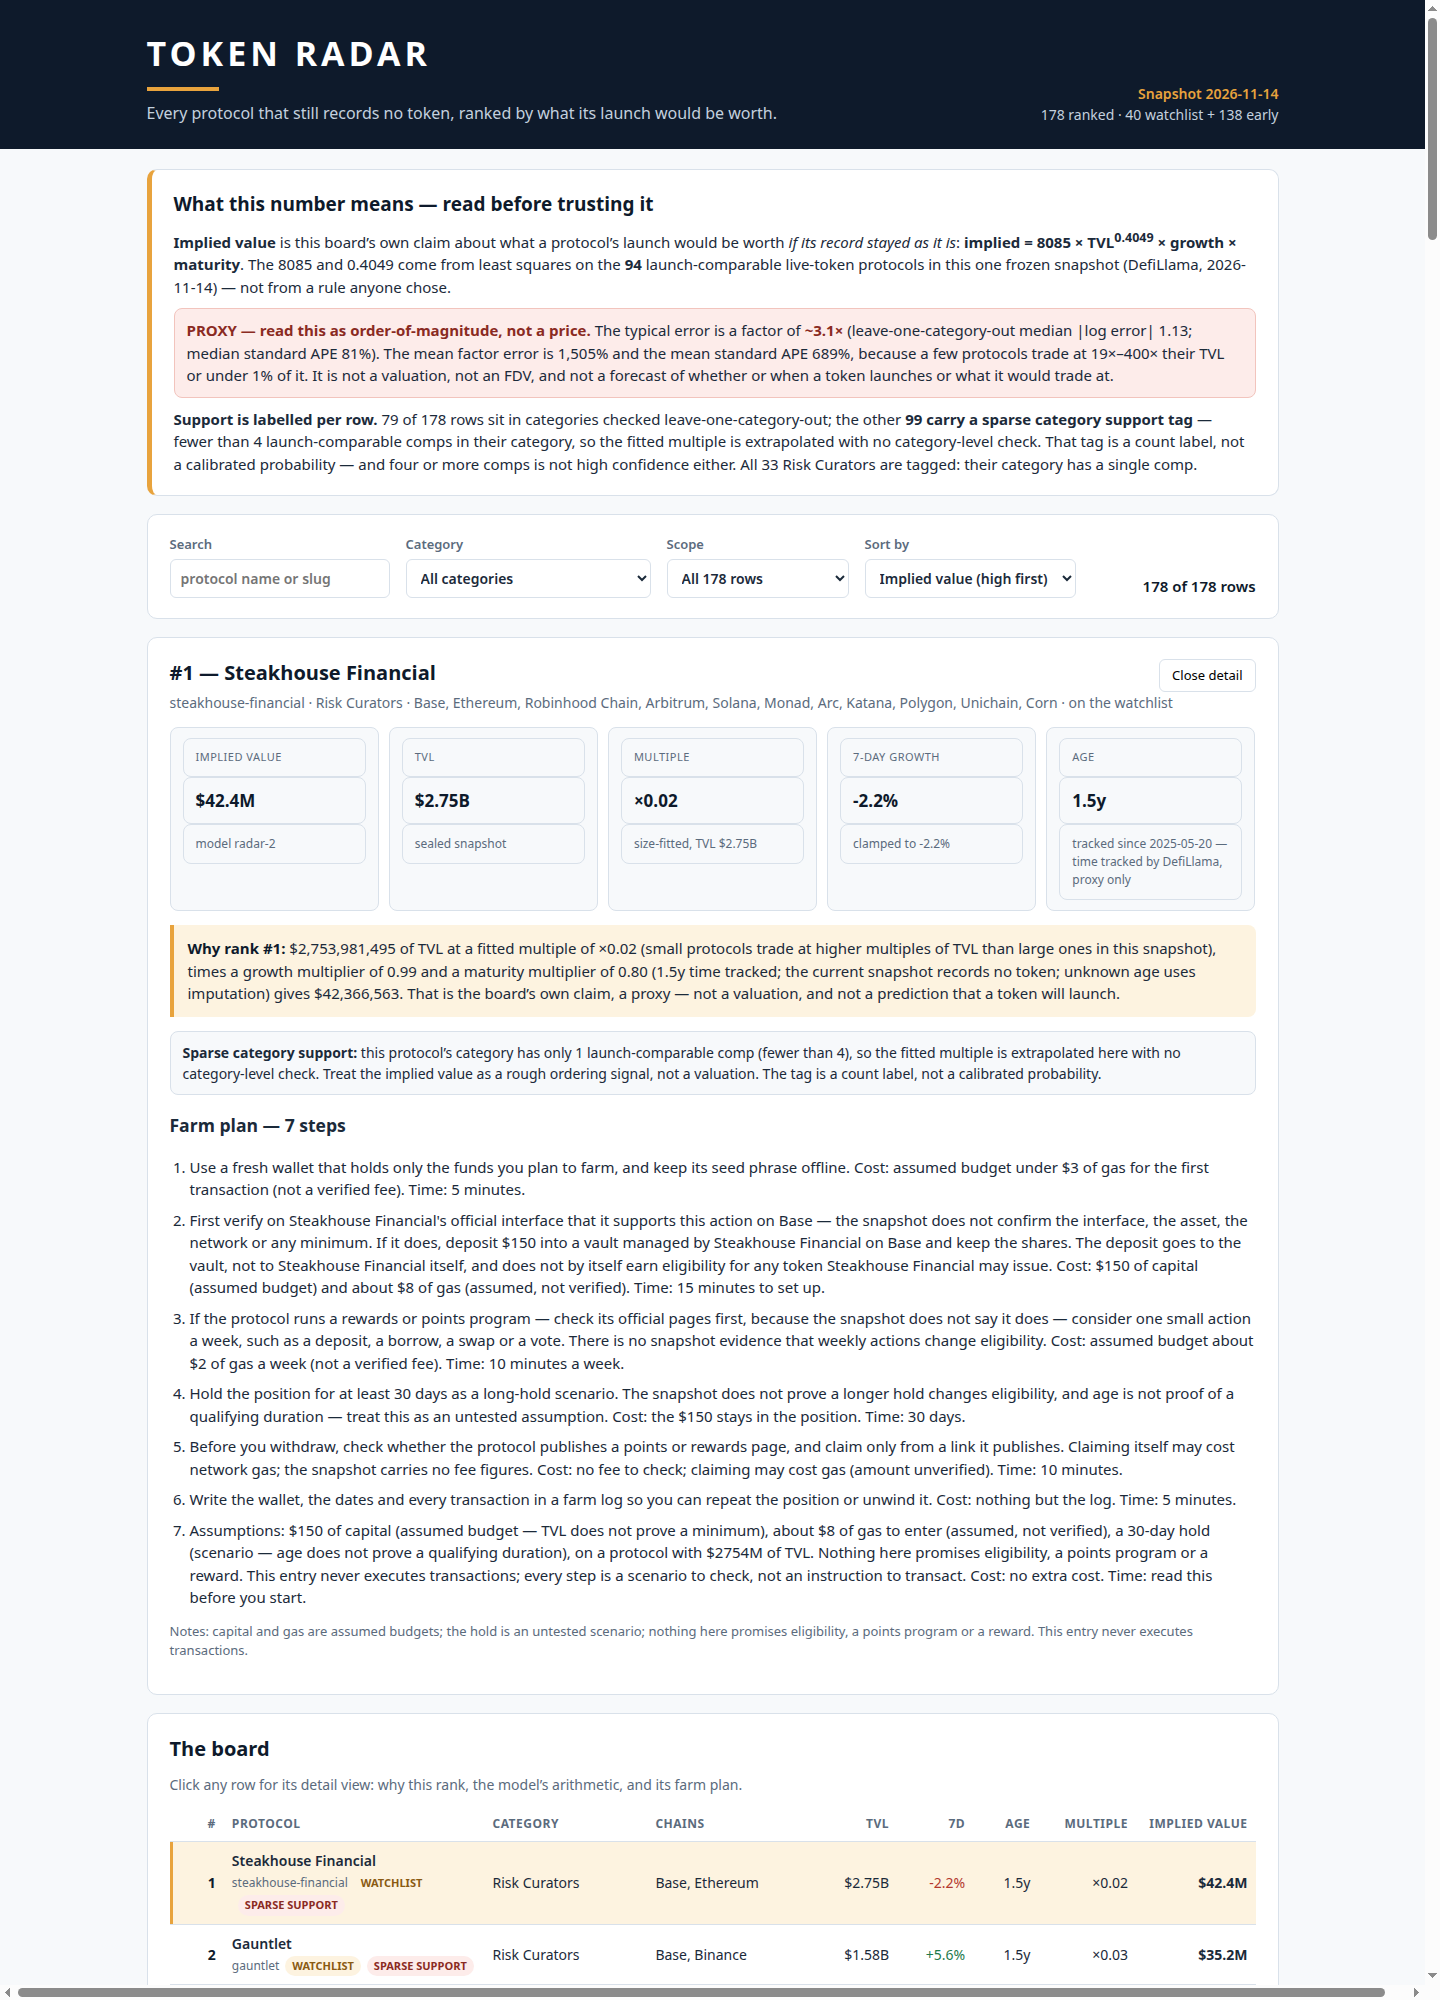 TOKEN RADAR
Every protocol that still records no token, ranked by what its launch would be worth.
Snapshot 2026-11-14
178 ranked · 40 watchlist + 138 early
What this number means — read before trusting it
Implied value is this board's own claim about what a protocol's launch would be worth if its record stayed as it is: implied = 8085 × TVL^0.4049 × growth ×
maturity. The 8085 and 0.4049 come from least squares on the 94 launch-comparable live-token protocols in this one frozen snapshot (DefiLlama, 2026-
11-14) — not from a rule anyone chose.
PROXY — read this as order-of-magnitude, not a price. The typical error is a factor of ~3.1× (leave-one-category-out median |log error| 1.13;
median standard APE 81%). The mean factor error is 1,505% and the mean standard APE 689%, because a few protocols trade at 19×–400× their TVL
or under 1% of it. It is not a valuation, not an FDV, and not a forecast of whether or when a token launches or what it would trade at.
Support is labelled per row. 79 of 178 rows sit in categories checked leave-one-category-out; the other 99 carry a sparse category support tag —
fewer than 4 launch-comparable comps in their category, so the fitted multiple is extrapolated with no category-level check. That tag is a count label, not
a calibrated probability — and four or more comps is not high confidence either. All 33 Risk Curators are tagged: their category has a single comp.
Search
Category
Scope
Sort by
protocol name or slug
All categories
All 178 rows
Implied value (high first)
178 of 178 rows
#1 — Steakhouse Financial
Close detail
steakhouse-financial · Risk Curators · Base, Ethereum, Robinhood Chain, Arbitrum, Solana, Monad, Arc, Katana, Polygon, Unichain, Corn · on the watchlist
IMPLIED VALUE
$42.4M
model radar-2
TVL
$2.75B
sealed snapshot
MULTIPLE
×0.02
size-fitted, TVL $2.75B
7-DAY GROWTH
-2.2%
clamped to -2.2%
AGE
1.5y
tracked since 2025-05-20 —
time tracked by DefiLlama,
proxy only
Why rank #1: $2,753,981,495 of TVL at a fitted multiple of ×0.02 (small protocols trade at higher multiples of TVL than large ones in this snapshot),
times a growth multiplier of 0.99 and a maturity multiplier of 0.80 (1.5y time tracked; the current snapshot records no token; unknown age uses
imputation) gives $42,366,563. That is the board's own claim, a proxy — not a valuation, and not a prediction that a token will launch.
Sparse category support: this protocol's category has only 1 launch-comparable comp (fewer than 4), so the fitted multiple is extrapolated here with no
category-level check. Treat the implied value as a rough ordering signal, not a valuation. The tag is a count label, not a calibrated probability.
Farm plan — 7 steps
1. Use a fresh wallet that holds only the funds you plan to farm, and keep its seed phrase offline. Cost: assumed budget under $3 of gas for the first
transaction (not a verified fee). Time: 5 minutes.
2. First verify on Steakhouse Financial's official interface that it supports this action on Base — the snapshot does not confirm the interface, the asset, the
network or any minimum. If it does, deposit $150 into a vault managed by Steakhouse Financial on Base and keep the shares. The deposit goes to the
vault, not to Steakhouse Financial itself, and does not by itself earn eligibility for any token Steakhouse Financial may issue. Cost: $150 of capital
(assumed budget) and about $8 of gas (assumed, not verified). Time: 15 minutes to set up.
3. If the protocol runs a rewards or points program — check its official pages first, because the snapshot does not say it does — consider one small action
a week, such as a deposit, a borrow, a swap or a vote. There is no snapshot evidence that weekly actions change eligibility. Cost: assumed budget about
$2 of gas a week (not a verified fee). Time: 10 minutes a week.
4. Hold the position for at least 30 days as a long-hold scenario. The snapshot does not prove a longer hold changes eligibility, and age is not proof of a
qualifying duration — treat this as an untested assumption. Cost: the $150 stays in the position. Time: 30 days.
5. Before you withdraw, check whether the protocol publishes a points or rewards page, and claim only from a link it publishes. Claiming itself may cost
network gas; the snapshot carries no fee figures. Cost: no fee to check; claiming may cost gas (amount unverified). Time: 10 minutes.
6. Write the wallet, the dates and every transaction in a farm log so you can repeat the position or unwind it. Cost: nothing but the log. Time: 5 minutes.
7. Assumptions: $150 of capital (assumed budget — TVL does not prove a minimum), about $8 of gas to enter (assumed, not verified), a 30-day hold
(scenario — age does not prove a qualifying duration), on a protocol with $2754M of TVL. Nothing here promises eligibility, a points program or a
reward. This entry never executes transactions; every step is a scenario to check, not an instruction to transact. Cost: no extra cost. Time: read this
before you start.
Notes: capital and gas are assumed budgets; the hold is an untested scenario; nothing here promises eligibility, a points program or a reward. This entry never executes
transactions.
The board
Click any row for its detail view: why this rank, the model's arithmetic, and its farm plan.
# PROTOCOL CATEGORY CHAINS TVL 7D AGE MULTIPLE IMPLIED VALUE
Steakhouse Financial
1 steakhouse-financial WATCHLIST Risk Curators Base, Ethereum $2.75B -2.2% 1.5y ×0.02 $42.4M
SPARSE SUPPORT
Gauntlet
2 gauntlet WATCHLIST SPARSE SUPPORT Risk Curators Base, Binance $1.58B +5.6% 1.5y ×0.03 $35.2M